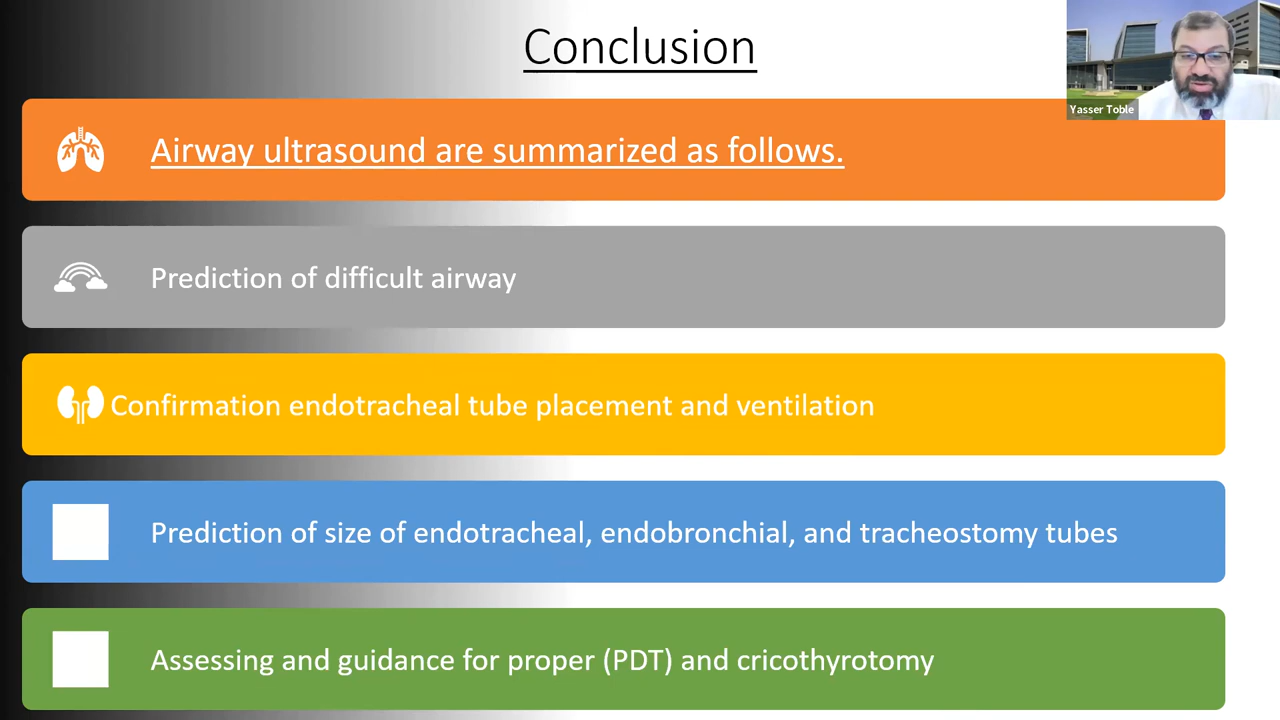 Conclusion
Yasser Toble
Airway ultrasound are summarized as follows.
Prediction of difficult airway
Confirmation endotracheal tube placement and ventilation
Prediction of size of endotracheal, endobronchial, and tracheostomy tubes
Assessing and guidance for proper (PDT) and cricothyrotomy